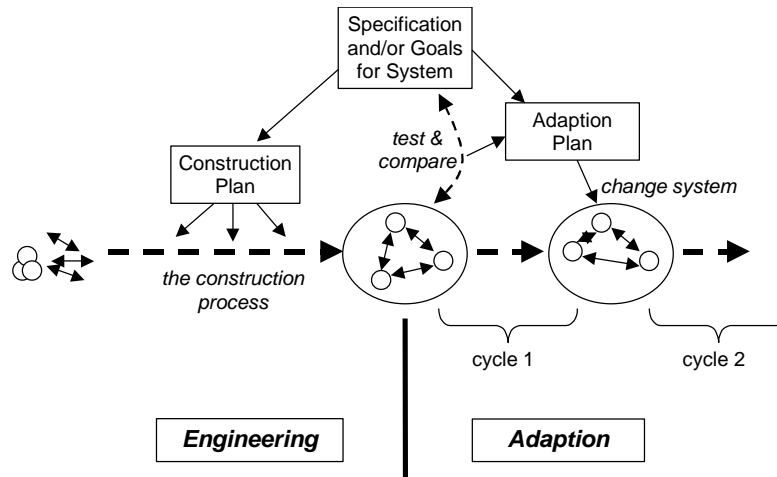 Specification
and/or Goals
for System
test &
compare
Adaption
Plan
Construction
Plan
change system
the construction
process
cycle 1
cycle 2
Engineering
Adaption